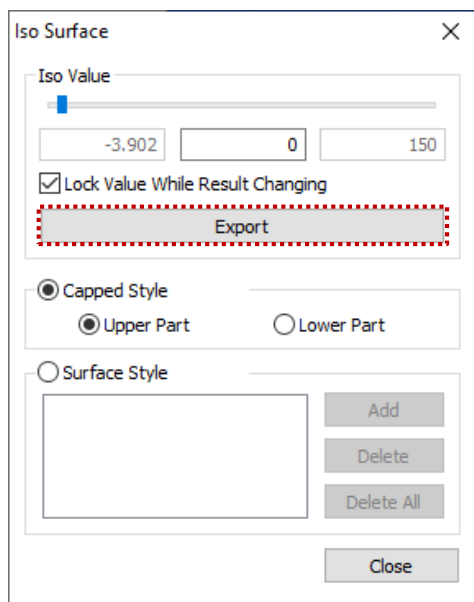 Iso Surface
Iso Value
-3.902 0 150
Lock Value While Result Changing
Export
Capped Style
Upper Part Lower Part
Surface Style
Add
Delete
Delete All
Close